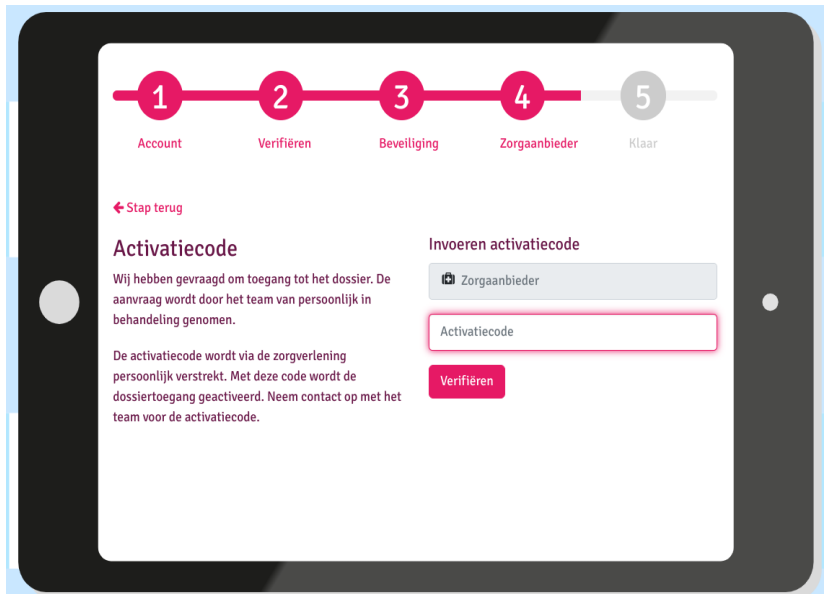 1
2
3
4
5
Account
Verifiëren
Beveiliging
Zorgaanbieder
Klaar
Stap terug
Activatiecode
Wij hebben gevraagd om toegang tot het dossier. De
aanvraag wordt door het team van persoonlijk in
behandeling genomen.
De activatiecode wordt via de zorgverlening
persoonlijk verstrekt. Met deze code wordt de
dossiertoegang geactiveerd. Neem contact op met het
team voor de activatiecode.
Invoeren activatiecode
Zorgaanbieder
Activatiecode
Verifiëren